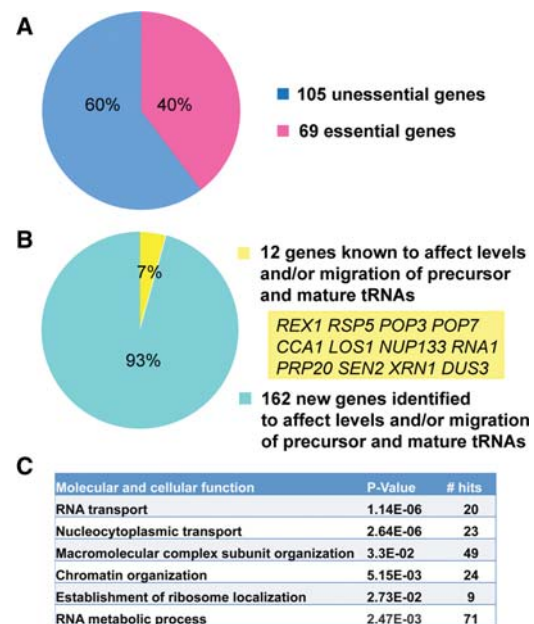 A
60%
40%
105 unessential genes
69 essential genes
B
7%
93%
12 genes known to affect levels
and/or migration of precursor
and mature tRNAs
REX1 RSP5 POP3 POP7
CCA1 LOS1 NUP133 RNA1
PRP20 SEN2 XRN1 DUS3
162 new genes identified
to affect levels and/or migration
of precursor and mature tRNAs
C
Molecular and cellular function P-Value # hits
RNA transport 1.14E-06 20
Nucleocytoplasmic transport 2.64E-06 23
Macromolecular complex subunit organization 3.3E-02 49
Chromatin organization 5.15E-03 24
Establishment of ribosome localization 2.73E-02 9
RNA metabolic process 2.47E-03 71